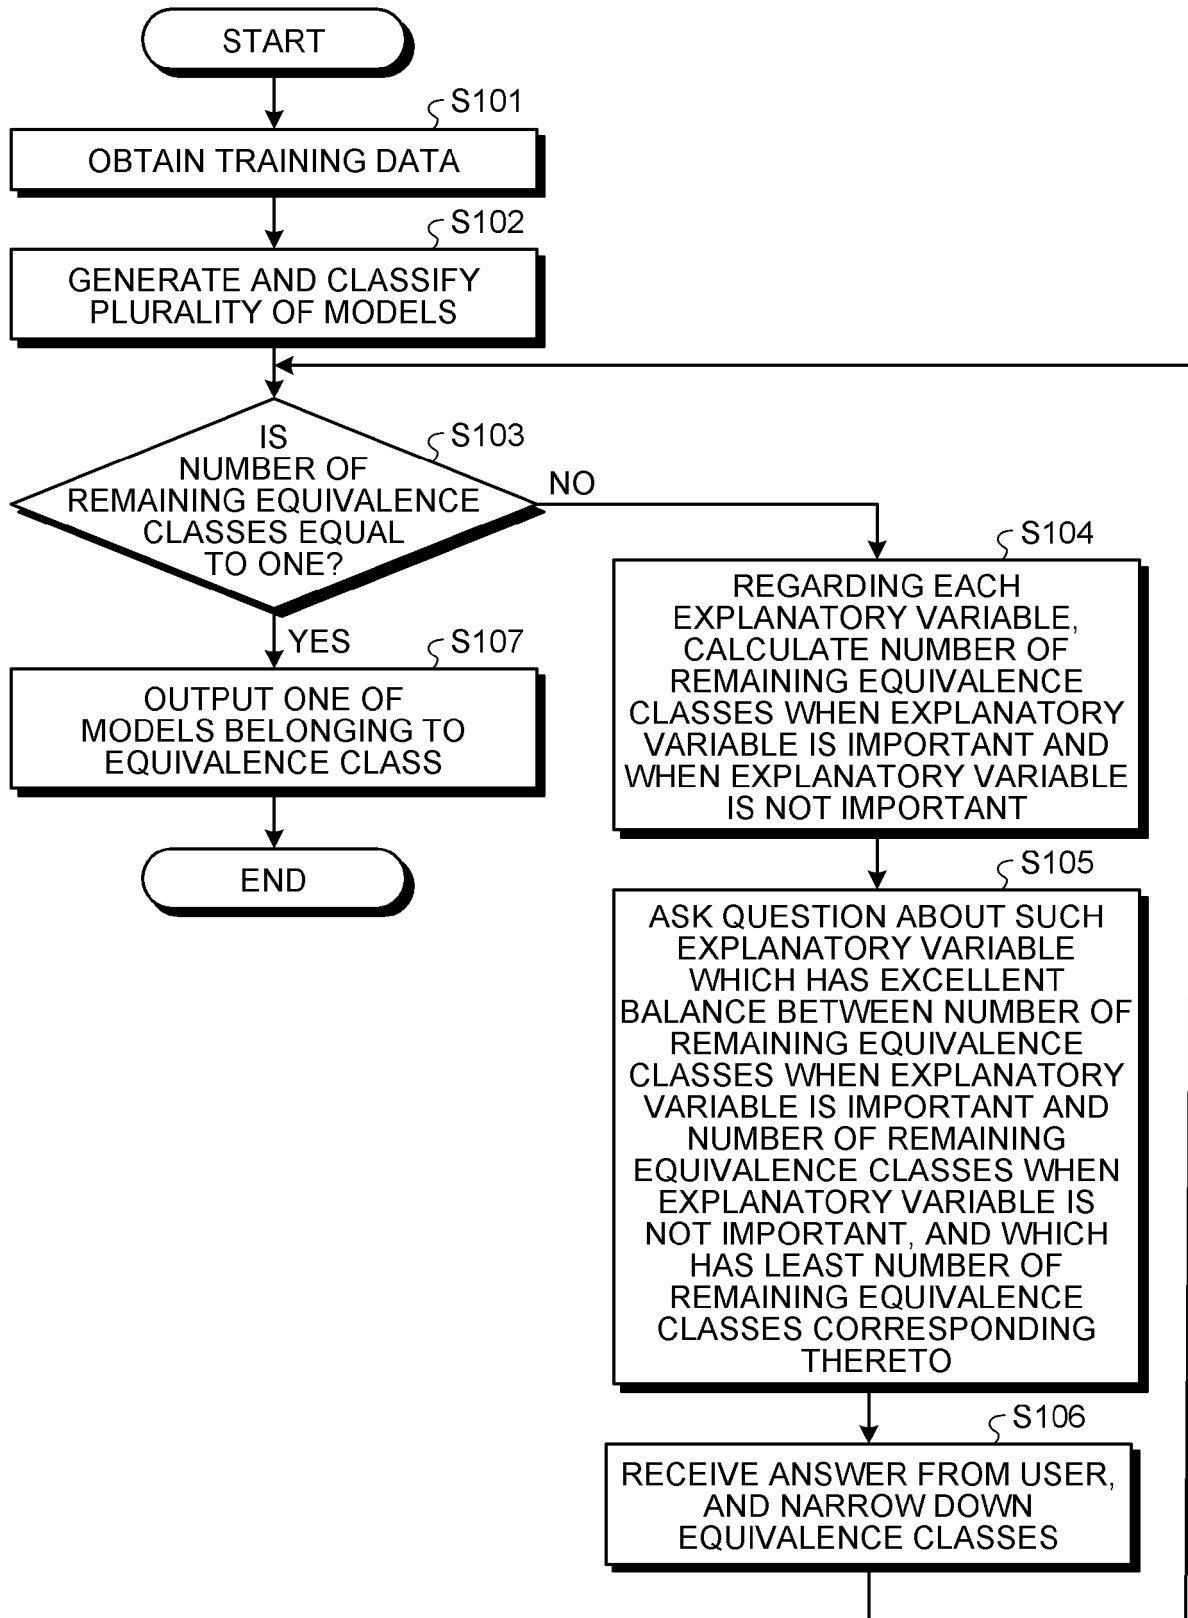 START
S101
OBTAIN TRAINING DATA
S102
GENERATE AND CLASSIFY
PLURALITY OF MODELS
S103
IS
NUMBER OF
REMAINING EQUIVALENCE
CLASSES EQUAL
TO ONE?
NO
YES
S107
OUTPUT ONE OF
MODELS BELONGING TO
EQUIVALENCE CLASS
END
S104
REGARDING EACH
EXPLANATORY VARIABLE,
CALCULATE NUMBER OF
REMAINING EQUIVALENCE
CLASSES WHEN EXPLANATORY
VARIABLE IS IMPORTANT AND
WHEN EXPLANATORY VARIABLE
IS NOT IMPORTANT
S105
ASK QUESTION ABOUT SUCH
EXPLANATORY VARIABLE
WHICH HAS EXCELLENT
BALANCE BETWEEN NUMBER OF
REMAINING EQUIVALENCE
CLASSES WHEN EXPLANATORY
VARIABLE IS IMPORTANT AND
NUMBER OF REMAINING
EQUIVALENCE CLASSES WHEN
EXPLANATORY VARIABLE IS
NOT IMPORTANT, AND WHICH
HAS LEAST NUMBER OF
REMAINING EQUIVALENCE
CLASSES CORRESPONDING
THERETO
S106
RECEIVE ANSWER FROM USER,
AND NARROW DOWN
EQUIVALENCE CLASSES